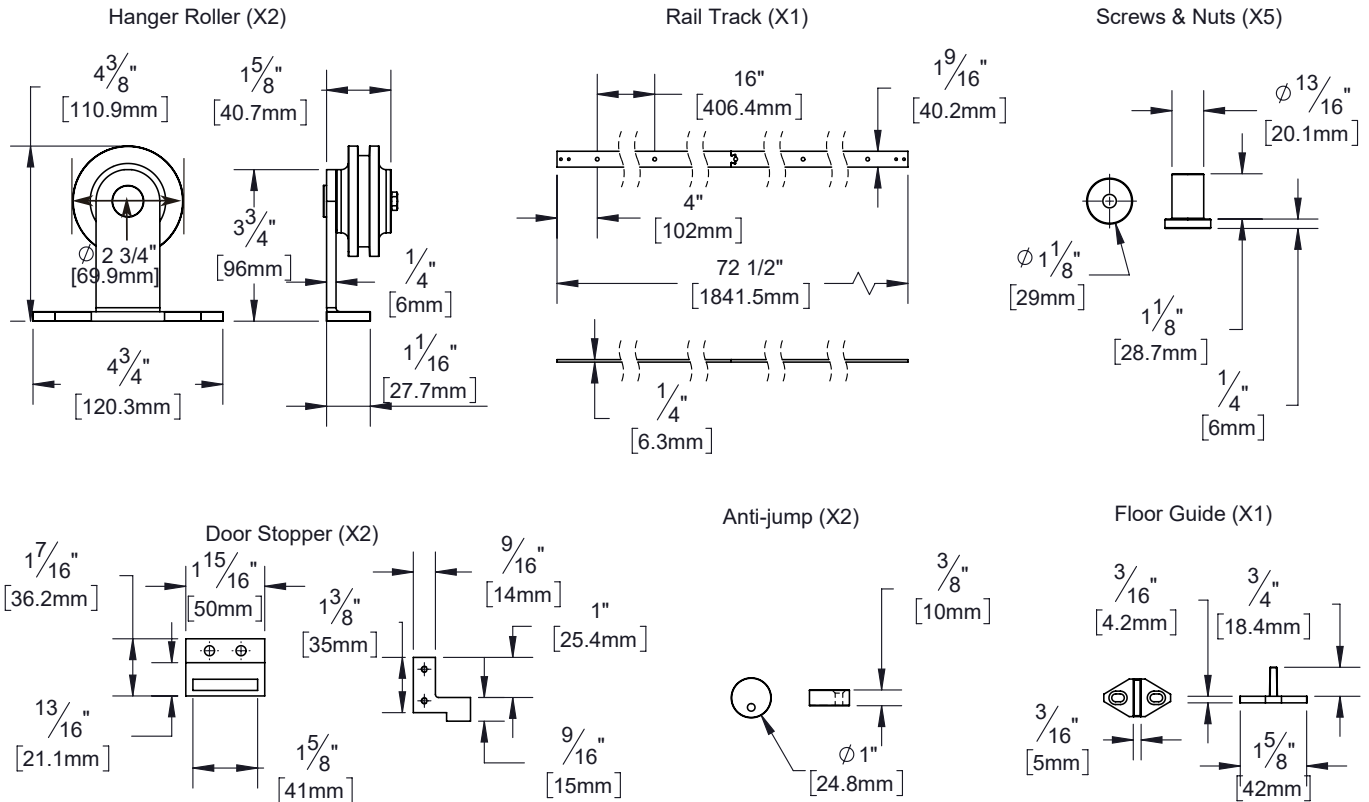 Hanger Roller (X2)
4 3/8"
[110.9mm]
1 5/8"
[40.7mm]
Ø 2 3/4"
[69.9mm]
3 3/4"
[96mm]
1/4"
[6mm]
1 1/16"
[27.7mm]
4 3/4"
[120.3mm]
Rail Track (X1)
16"
[406.4mm]
1 9/16"
[40.2mm]
4"
[102mm]
72 1/2"
[1841.5mm]
1/4"
[6.3mm]
Screws & Nuts (X5)
Ø 13/16"
[20.1mm]
Ø 1 1/8"
[29mm]
1 1/8"
[28.7mm]
1/4"
[6mm]
Door Stopper (X2)
1 7/16"
[36.2mm]
1 15/16"
[50mm]
13/16"
[21.1mm]
1 5/8"
[41mm]
9/16"
[14mm]
1 3/8"
[35mm]
1"
[25.4mm]
9/16"
[15mm]
Anti-jump (X2)
3/8"
[10mm]
Ø 1"
[24.8mm]
Floor Guide (X1)
3/16"
[4.2mm]
3/4"
[18.4mm]
3/16"
[5mm]
1 5/8"
[42mm]